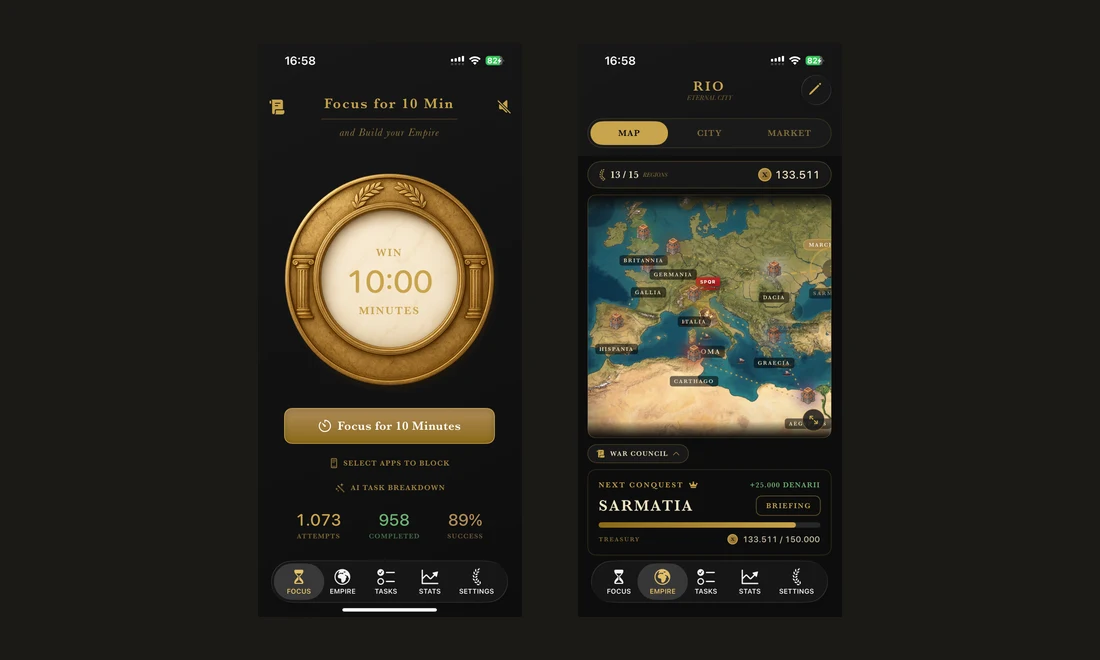 16:58
82
Focus for 10 Min
and Build your Empire
WIN
10:00
MINUTES
Focus for 10 Minutes
SELECT APPS TO BLOCK
AI TASK BREAKDOWN
1.073
958
89%
ATTEMPTS
COMPLETED
SUCCESS
FOCUS
EMPIRE
TASKS
STATS
SETTINGS
16:58
82
RIO
ETERNAL CITY
MAP
CITY
MARKET
13 / 15 REGIONS
133.511
MARC
BRITANNIA
GERMANIA
SPQR
GALLIA
DACIA
SARM
ITALIA
HISPANIA
OMA
GRAECIA
CARTHAGO
AEG
WAR COUNCIL
NEXT CONQUEST
+25.000 DENARII
SARMATIA
BRIEFING
TREASURY
133.511 / 150.000
FOCUS
EMPIRE
TASKS
STATS
SETTINGS